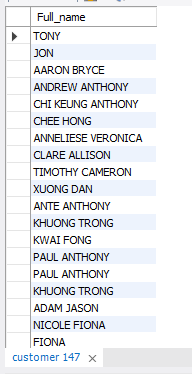 Full_name
TONY
JON
AARON BRYCE
ANDREW ANTHONY
CHI KEUNG ANTHONY
CHEE HONG
ANNELIESE VERONICA
CLARE ALLISON
TIMOTHY CAMERON
XUONG DAN
ANTE ANTHONY
KHUONG TRONG
KWAI FONG
PAUL ANTHONY
PAUL ANTHONY
KHUONG TRONG
ADAM JASON
NICOLE FIONA
FIONA
customer 147